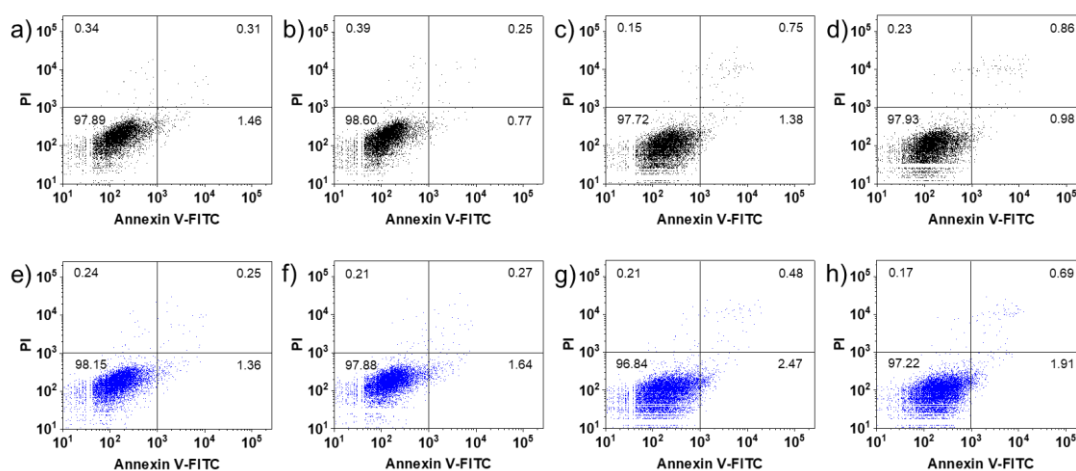 a) b) c) d)
0.34 0.31 0.39 0.25 0.15 0.75 0.23 0.86
10⁵ 10⁵ 10⁵ 10⁵
10⁴ 10⁴ 10⁴ 10⁴
PI PI PI PI
10³ 10³ 10³ 10³
97.89 1.46 98.60 0.77 97.72 1.38 97.93 0.98
10² 10² 10² 10²
10¹ 10¹ 10¹ 10¹
10¹ 10² 10³ 10⁴ 10⁵ 10¹ 10² 10³ 10⁴ 10⁵ 10¹ 10² 10³ 10⁴ 10⁵ 10¹ 10² 10³ 10⁴ 10⁵
Annexin V-FITC Annexin V-FITC Annexin V-FITC Annexin V-FITC
e) f) g) h)
0.24 0.25 0.21 0.27 0.21 0.48 0.17 0.69
10⁵ 10⁵ 10⁵ 10⁵
10⁴ 10⁴ 10⁴ 10⁴
PI PI PI PI
10³ 10³ 10³ 10³
98.15 1.36 97.88 1.64 96.84 2.47 97.22 1.91
10² 10² 10² 10²
10¹ 10¹ 10¹ 10¹
10¹ 10² 10³ 10⁴ 10⁵ 10¹ 10² 10³ 10⁴ 10⁵ 10¹ 10² 10³ 10⁴ 10⁵ 10¹ 10² 10³ 10⁴ 10⁵
Annexin V-FITC Annexin V-FITC Annexin V-FITC Annexin V-FITC